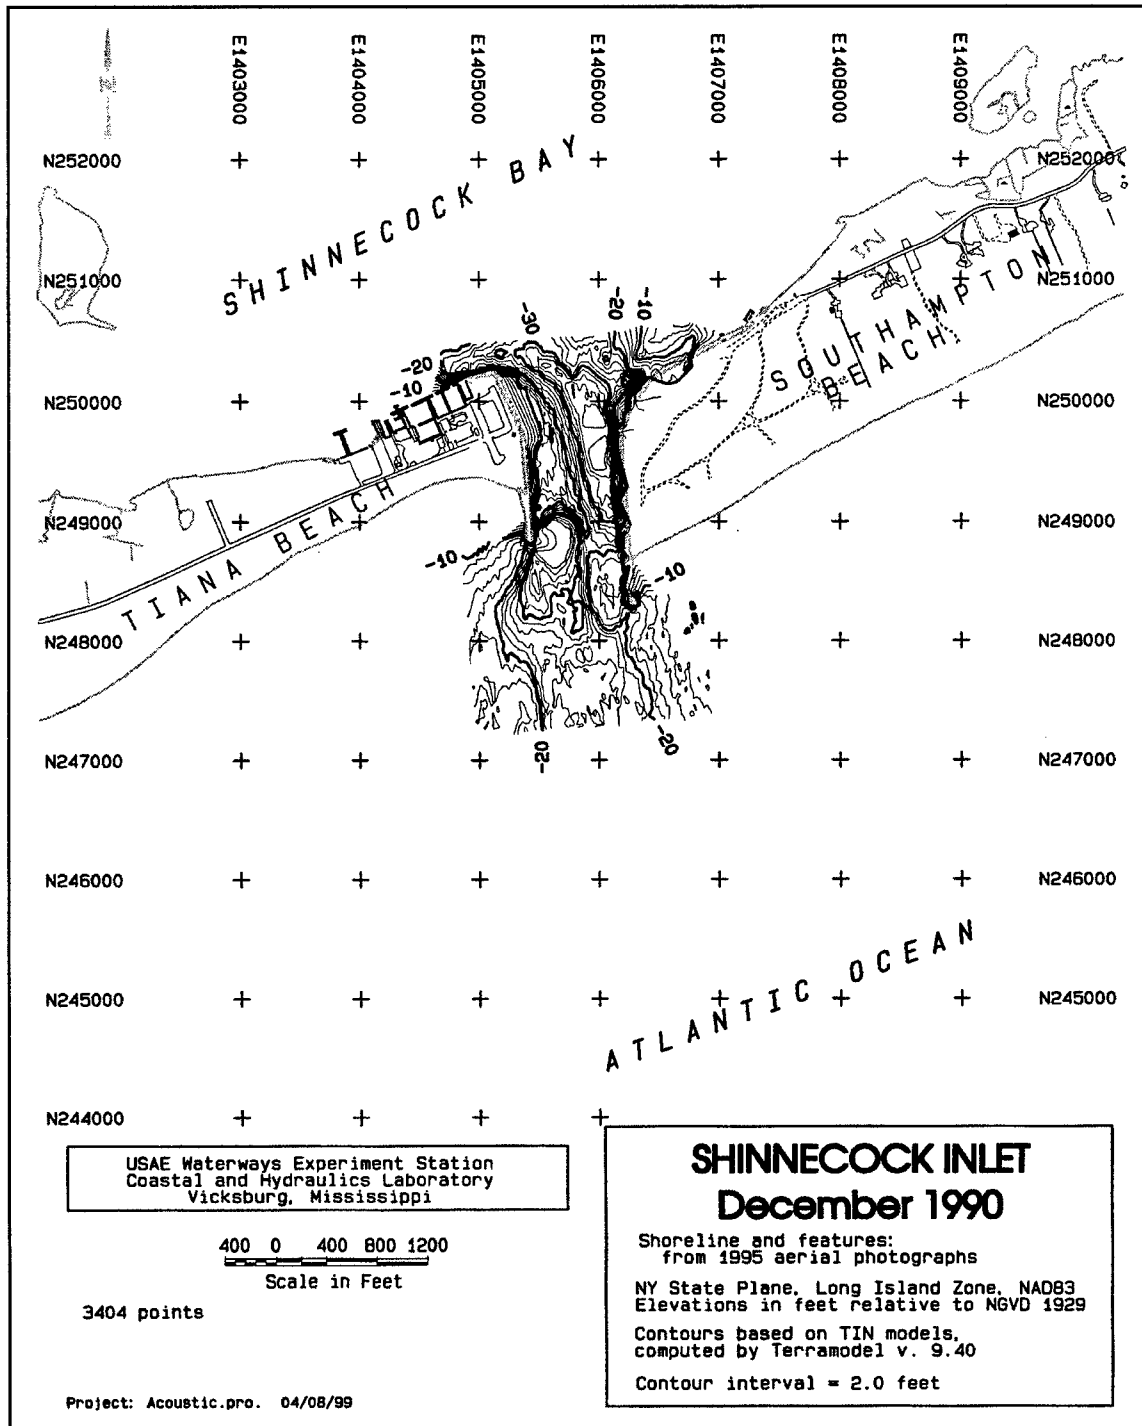 E1403000
E1404000
E1405000
E1406000
E1407000
E1408000
E1409000
N
N252000
N252000
SHINNECOCK BAY
N251000
N251000
SOUTHAMPTON
BEACH
-30
-20
-10
-20
-10
N250000
N250000
N249000
N249000
TIANA BEACH
-10
-10
N248000
N248000
-20
-20
N247000
N247000
N246000
N246000
ATLANTIC OCEAN
N245000
N245000
N244000
USAE Waterways Experiment Station
Coastal and Hydraulics Laboratory
Vicksburg, Mississippi
400 0 400 800 1200
Scale in Feet
3404 points
Project: Acoustic.pro. 04/08/99
SHINNECOCK INLET
December 1990
Shoreline and features:
from 1995 aerial photographs
NY State Plane, Long Island Zone, NAD83
Elevations in feet relative to NGVD 1929
Contours based on TIN models,
computed by Terramodel v. 9.40
Contour interval = 2.0 feet